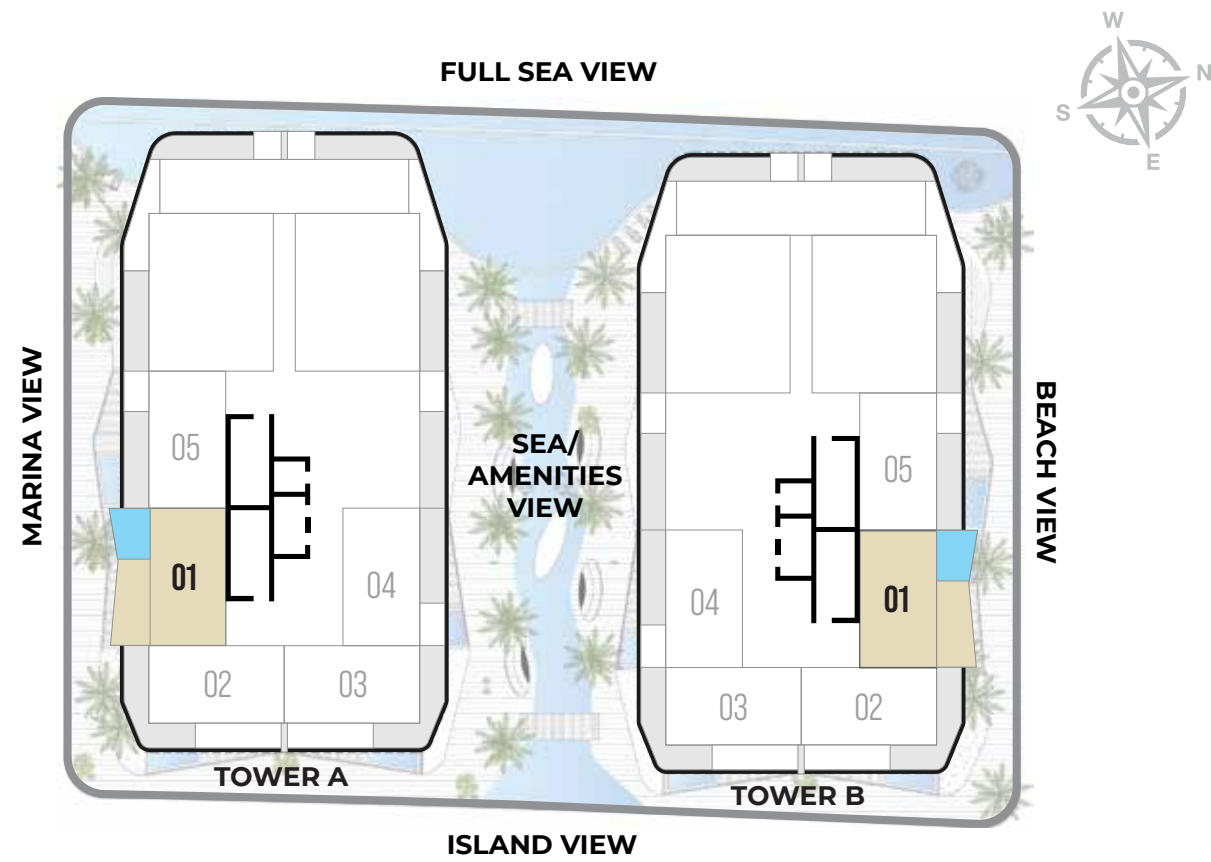 W
N
S
E
FULL SEA VIEW
MARINA VIEW
SEA/
AMENITIES
VIEW
BEACH VIEW
05
05
01
04
04
01
02
03
03
02
TOWER A
TOWER B
ISLAND VIEW